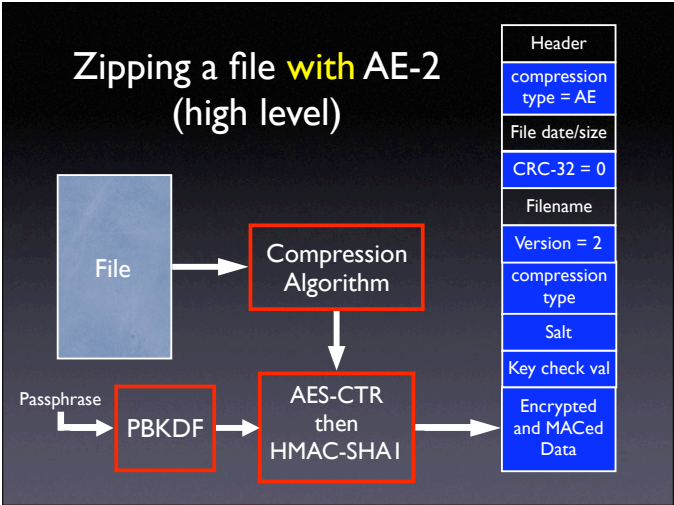 Zipping a file with AE-2
(high level)
File
Compression
Algorithm
Passphrase
PBKDF
AES-CTR
then
HMAC-SHA1
Header
compression
type = AE
File date/size
CRC-32 = 0
Filename
Version = 2
compression
type
Salt
Key check val
Encrypted
and MACed
Data